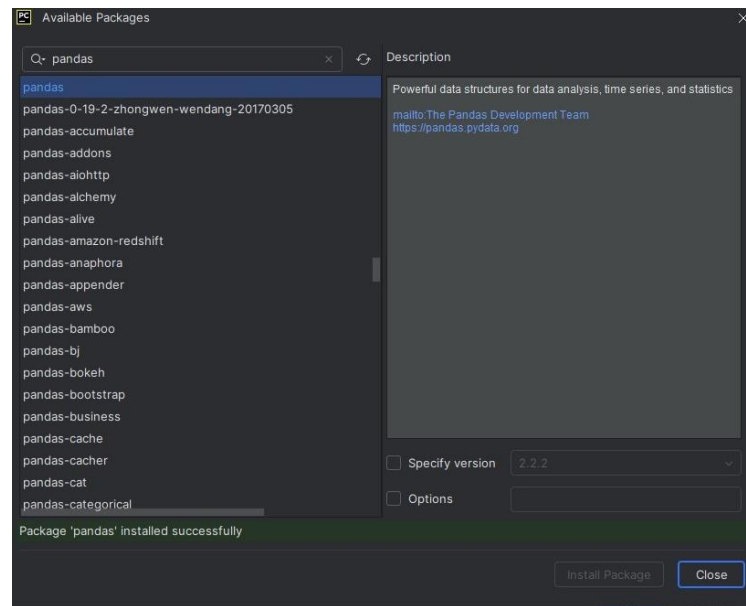 PC Available Packages
pandas
Description
pandas
pandas-0-19-2-zhongwen-wendang-20170305
pandas-accumulate
pandas-addons
pandas-aiohttp
pandas-alchemy
pandas-alive
pandas-amazon-redshift
pandas-anaphora
pandas-appender
pandas-aws
pandas-bamboo
pandas-bj
pandas-bokeh
pandas-bootstrap
pandas-business
pandas-cache
pandas-cacher
pandas-cat
pandas-categorical
Powerful data structures for data analysis, time series, and statistics
mailto:The Pandas Development Team
https://pandas.pydata.org
Specify version 2.2.2
Options
Package 'pandas' installed successfully
Install Package Close